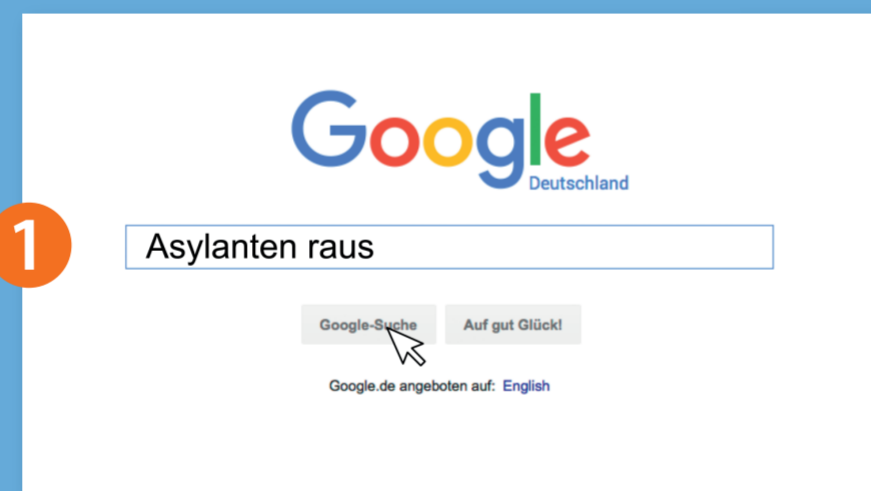 Google
Deutschland
1
Asylanten raus
Google-Suche
Auf gut Glück!
Google.de angeboten auf: English